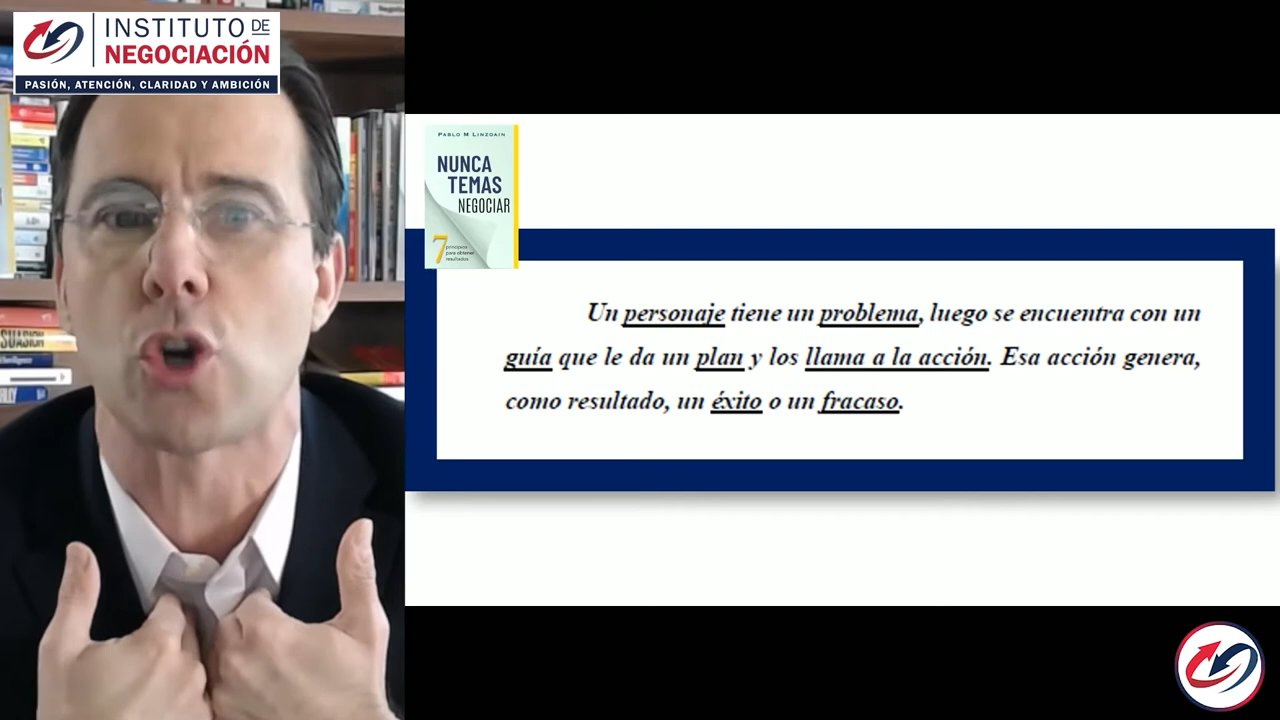 INSTITUTO DE
NEGOCIACIÓN
PASIÓN, ATENCIÓN, CLARIDAD Y AMBICIÓN
PABLO M LINZOAIN
NUNCA
TEMAS
NEGOCIAR
7
principios
para obtener
resultados
Un personaje tiene un problema, luego se encuentra con un
guía que le da un plan y los llama a la acción. Esa acción genera,
como resultado, un éxito o un fracaso.